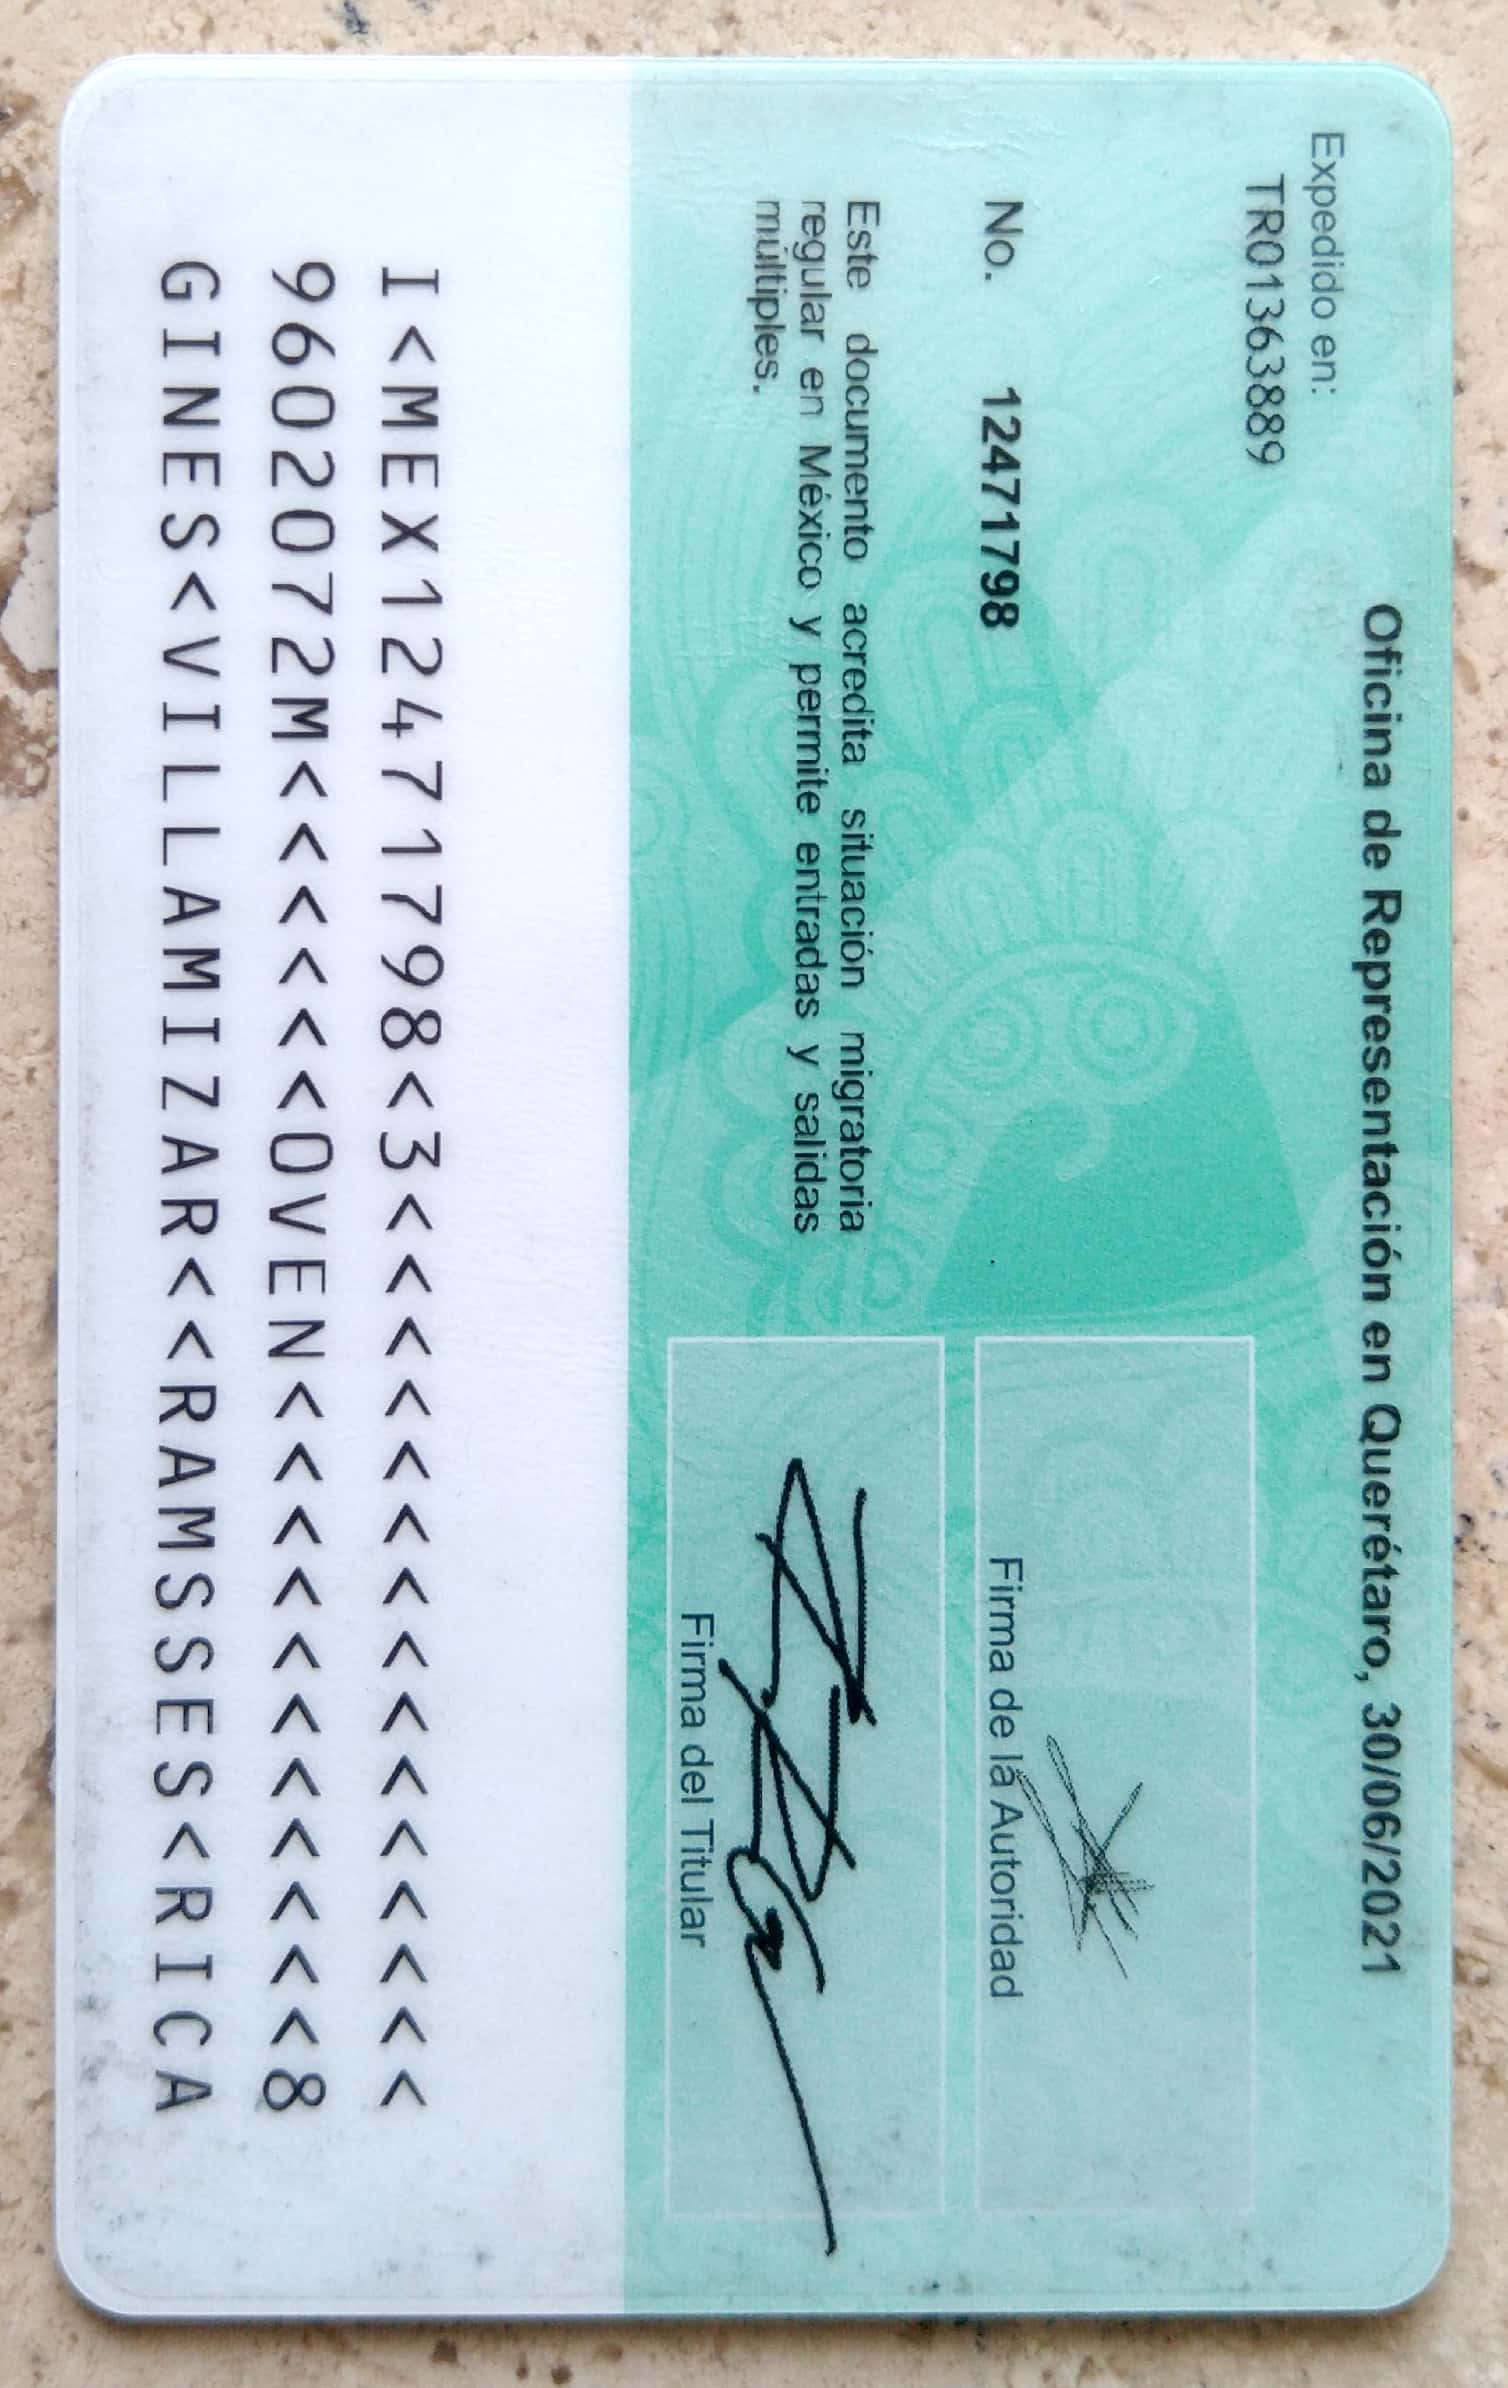 Oficina de Representación en Querétaro, 30/06/2021
Expedido en:
TR01363889
No. 12471798
Este documento acredita situación migratoria
regular en México y permite entradas y salidas
múltiples.
Firma de la Autoridad
Firma del Titular
I<MEX12471798<3<<<<<<<<<<<<<<<
9602072M<<<<<<0VEN<<<<<<<<<<<8
GINES<VILLAMIZAR<<RAMSSES<RICA